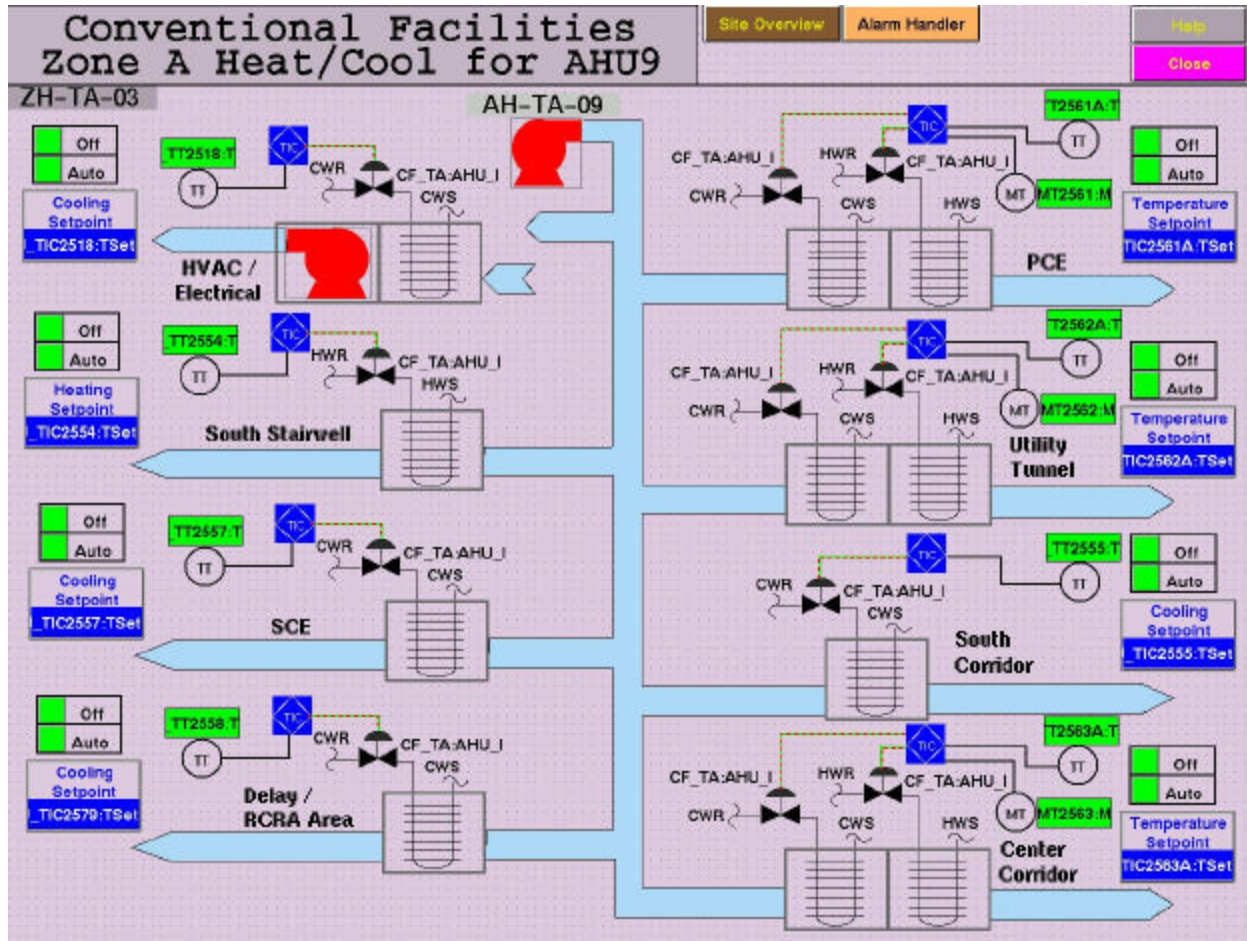 Conventional Facilities
Zone A Heat/Cool for AHU9
Site Overview
Alarm Handler
Help
Close
ZH-TA-03
AH-TA-09
Off
Auto
Cooling
Setpoint
_TIC2518:TSet
_TT2518:T
TT
TIC
CWR
CF_TA:AHU_I
CWS
HVAC /
Electrical
Off
Auto
Heating
Setpoint
_TIC2554:TSet
_TT2554:T
TT
TIC
HWR
CF_TA:AHU_I
HWS
South Stairwell
Off
Auto
Cooling
Setpoint
_TIC2557:TSet
_TT2557:T
TT
TIC
CWR
CF_TA:AHU_I
CWS
SCE
Off
Auto
Cooling
Setpoint
_TIC2579:TSet
TT
TIC
CWR
CF_TA:AHU_I
CWS
Delay /
RCRA Area
CF_TA:AHU_I
CWR
HWR
CF_TA:AHU_I
TIC
T2561A:T
TT
MT
MT2561:M
CWS
HWS
PCE
Off
Auto
Temperature
Setpoint
TIC2561A:TSet
CF_TA:AHU_I
CWR
HWR
CF_TA:AHU_I
TIC
T2562A:T
TT
MT
MT2562:M
CWS
HWS
Utility
Tunnel
Off
Auto
Temperature
Setpoint
TIC2562A:TSet
CWR
CF_TA:AHU_I
TIC
_TT2555:T
TT
CWS
South
Corridor
Off
Auto
Cooling
Setpoint
_TIC2555:TSet
CF_TA:AHU_I
CWR
HWR
CF_TA:AHU_I
TIC
T2563A:T
TT
MT
MT2563:M
CWS
HWS
Center
Corridor
Off
Auto
Temperature
Setpoint
TIC2563A:TSet